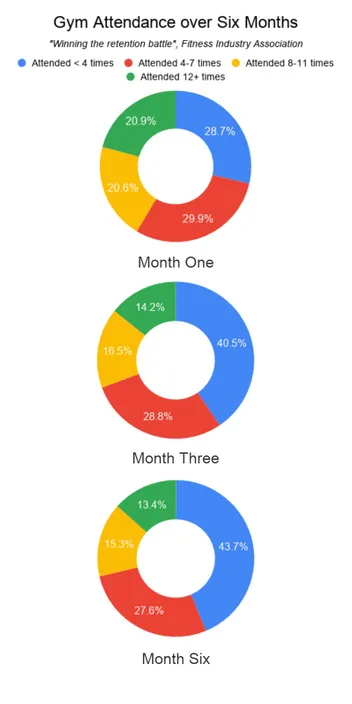 Gym Attendance over Six Months
"Winning the retention battle", Fitness Industry Association
Attended < 4 times Attended 4-7 times Attended 8-11 times
Attended 12+ times
20.9% 28.7%
20.6%
29.9%
Month One
14.2%
40.5%
16.5%
28.8%
Month Three
13.4%
43.7%
15.3%
27.6%
Month Six